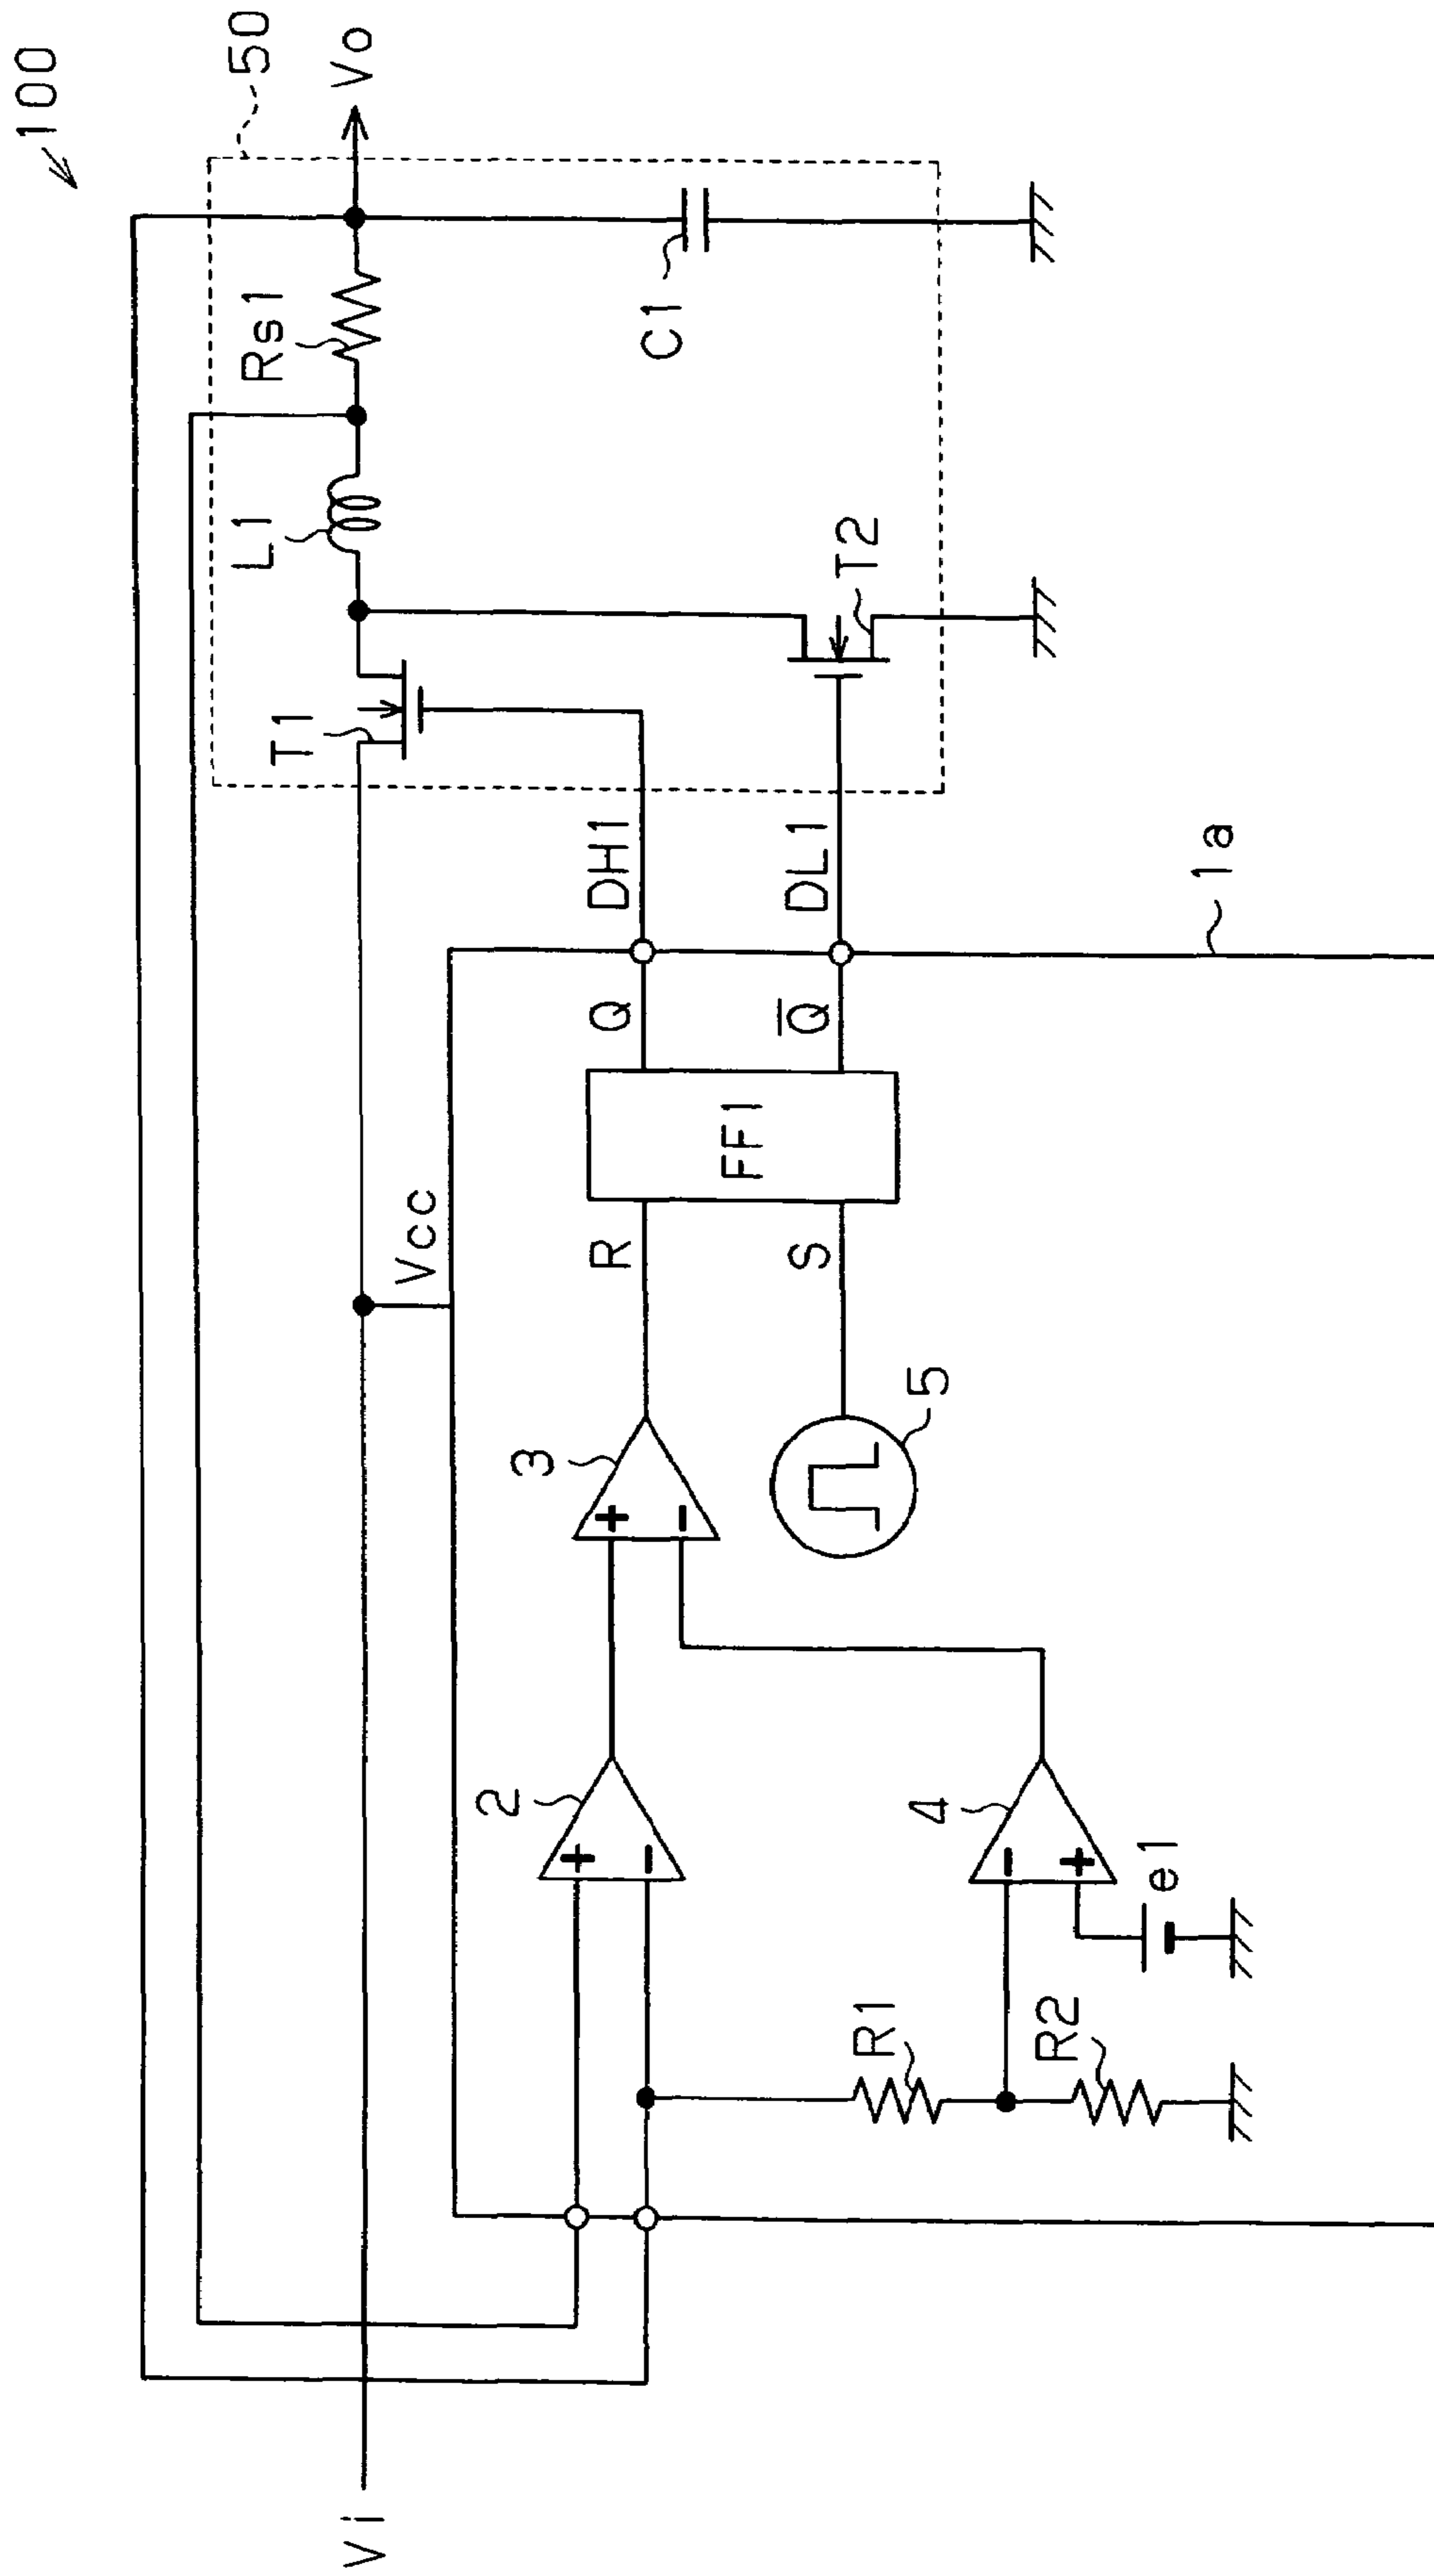 100
50
Vo
Vi
Vcc
T1
L1
Rs1
C1
T2
DH1
DL1
1a
Q
Q̅
FF1
R
S
3
5
2
4
e1
R1
R2
+
−
+
−
−
+